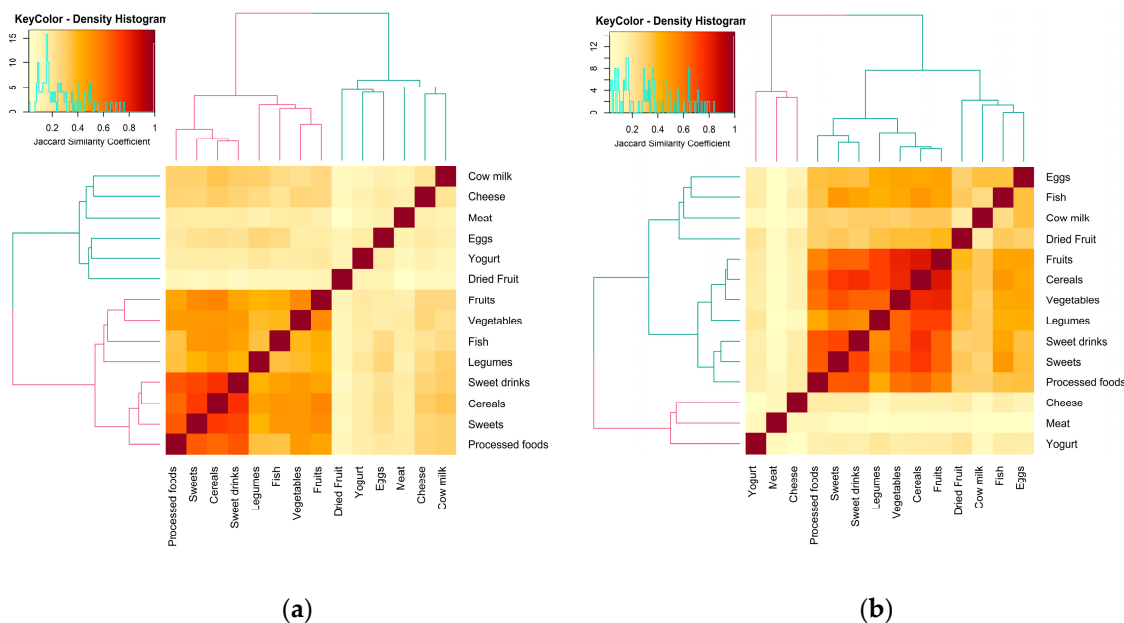 KeyColor - Density Histogram
15
10
5
0
0.2 0.4 0.6 0.8 1
Jaccard Similarity Coefficient
Cow milk
Cheese
Meat
Eggs
Yogurt
Dried Fruit
Fruits
Vegetables
Fish
Legumes
Sweet drinks
Cereals
Sweets
Processed foods
Processed foods
Sweets
Cereals
Sweet drinks
Legumes
Fish
Vegetables
Fruits
Dried Fruit
Yogurt
Eggs
Meat
Cheese
Cow milk
(a)
KeyColor - Density Histogram
12
8
4
0
0.2 0.4 0.6 0.8 1
Jaccard Similarity Coefficient
Eggs
Fish
Cow milk
Dried Fruit
Fruits
Cereals
Vegetables
Legumes
Sweet drinks
Sweets
Processed foods
Cheese
Meat
Yogurt
Yogurt
Meat
Cheese
Processed foods
Sweets
Sweet drinks
Legumes
Vegetables
Cereals
Fruits
Dried Fruit
Cow milk
Fish
Eggs
(b)